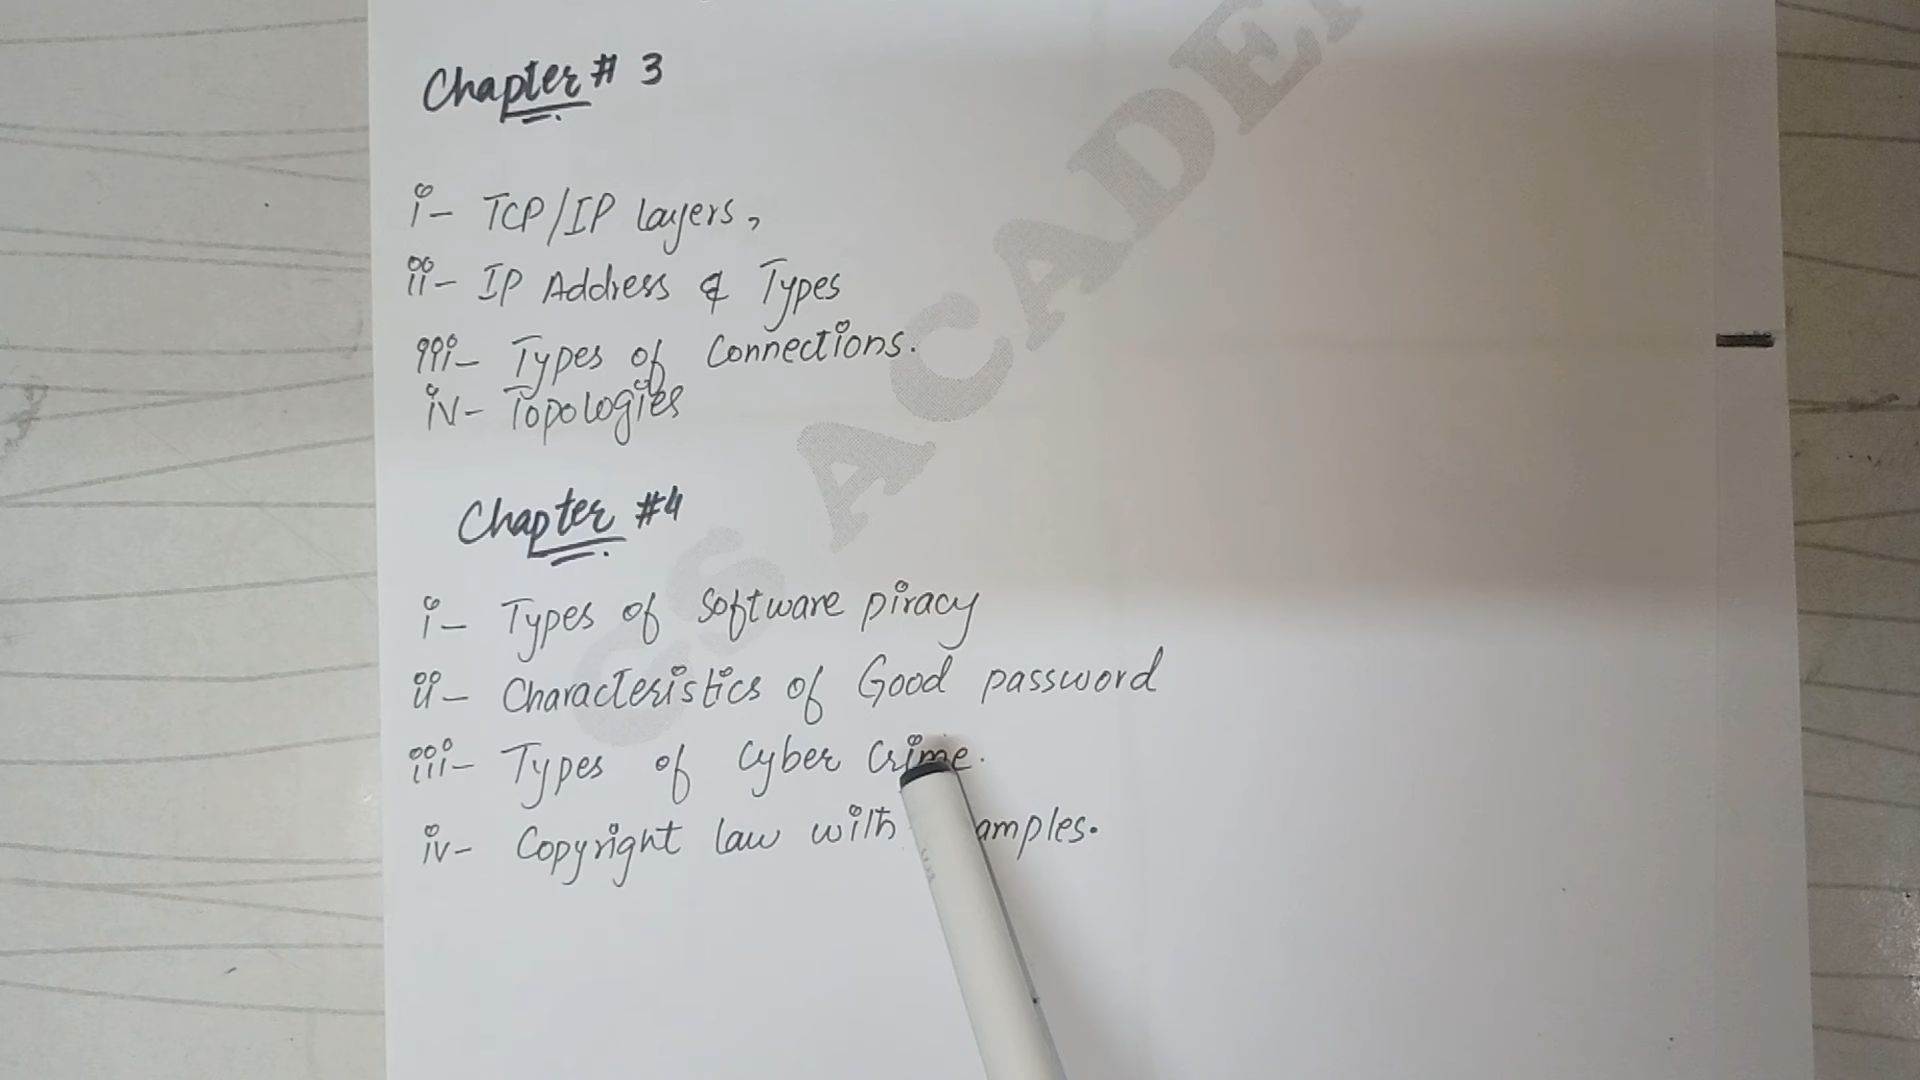 Chapter # 3
i- TCP/IP layers,
ii- IP Address & Types
iii- Types of Connections.
iv- Topologies
Chapter #4
i- Types of Software piracy
ii- Characteristics of Good password
iii- Types of Cyber Crime.
iv- Copyright law with amples.
CS ACADE